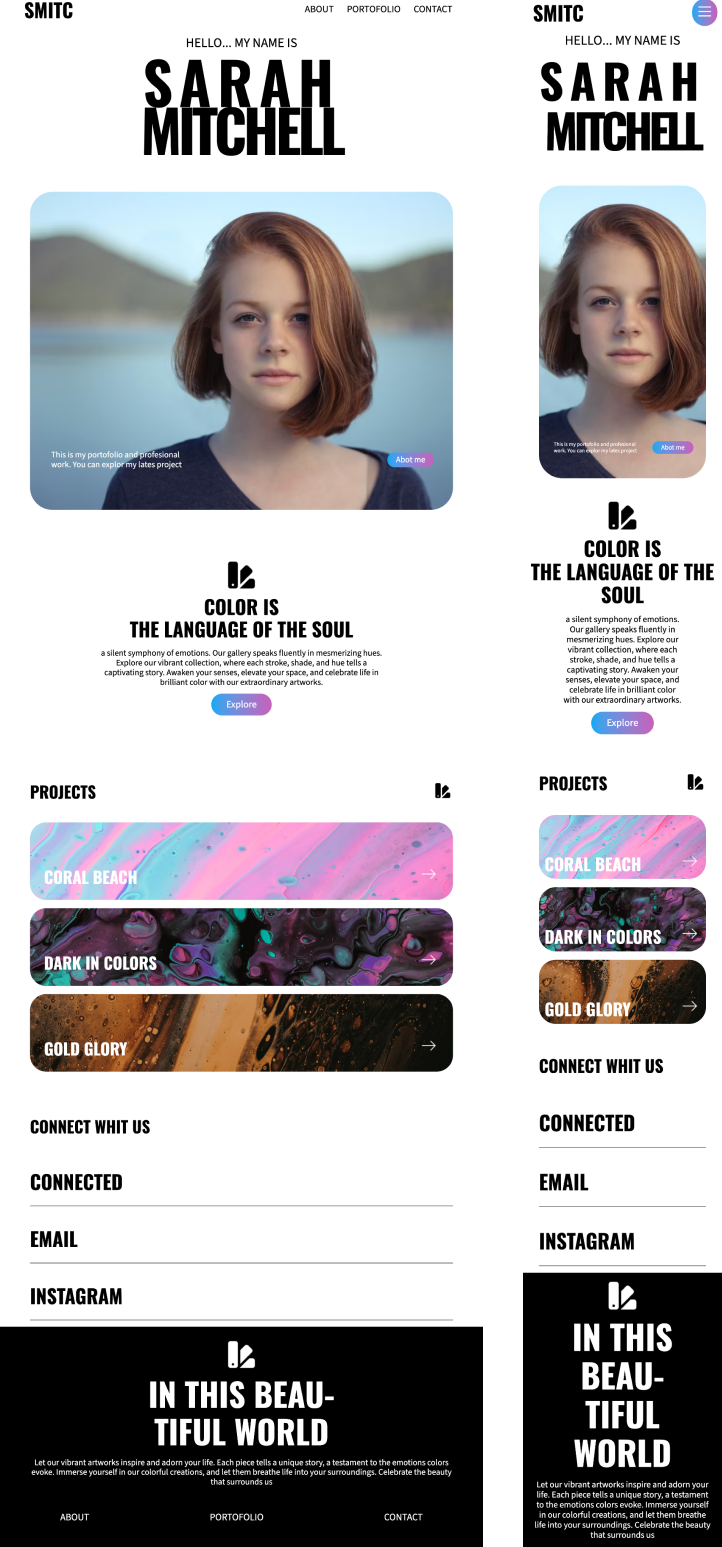 SMITC
ABOUT PORTOFOLIO CONTACT
HELLO... MY NAME IS
SARAH
MITCHELL
This is my portofolio and profesional
work. You can explor my lates project
Abot me
COLOR IS
THE LANGUAGE OF THE SOUL
a silent symphony of emotions. Our gallery speaks fluently in mesmerizing hues.
Explore our vibrant collection, where each stroke, shade, and hue tells a
captivating story. Awaken your senses, elevate your space, and celebrate life in
brilliant color with our extraordinary artworks.
Explore
PROJECTS
CORAL BEACH
DARK IN COLORS
GOLD GLORY
CONNECT WHIT US
CONNECTED
EMAIL
INSTAGRAM
IN THIS BEAU-
TIFUL WORLD
Let our vibrant artworks inspire and adorn your life. Each piece tells a unique story, a testament to the emotions colors
evoke. Immerse yourself in our colorful creations, and let them breathe life into your surroundings. Celebrate the beauty
that surrounds us
ABOUT PORTOFOLIO CONTACT
SMITC
HELLO... MY NAME IS
SARAH
MITCHELL
This is my portofolio and profesional
work. You can explor my lates project
Abot me
COLOR IS
THE LANGUAGE OF THE
SOUL
a silent symphony of emotions.
Our gallery speaks fluently in
mesmerizing hues. Explore our
vibrant collection, where each
stroke, shade, and hue tells a
captivating story. Awaken your
senses, elevate your space, and
celebrate life in brilliant color
with our extraordinary artworks.
Explore
PROJECTS
CORAL BEACH
DARK IN COLORS
GOLD GLORY
CONNECT WHIT US
CONNECTED
EMAIL
INSTAGRAM
IN THIS
BEAU-
TIFUL
WORLD
Let our vibrant artworks inspire and adorn your
life. Each piece tells a unique story, a testament
to the emotions colors evoke. Immerse yourself
in our colorful creations, and let them breathe
life into your surroundings. Celebrate the beauty
that surrounds us